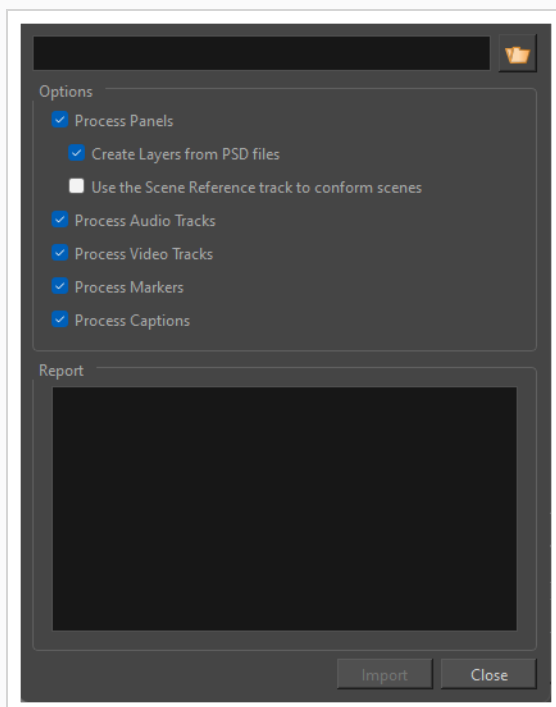 Options
Process Panels
Create Layers from PSD files
Use the Scene Reference track to conform scenes
Process Audio Tracks
Process Video Tracks
Process Markers
Process Captions
Report
Import Close